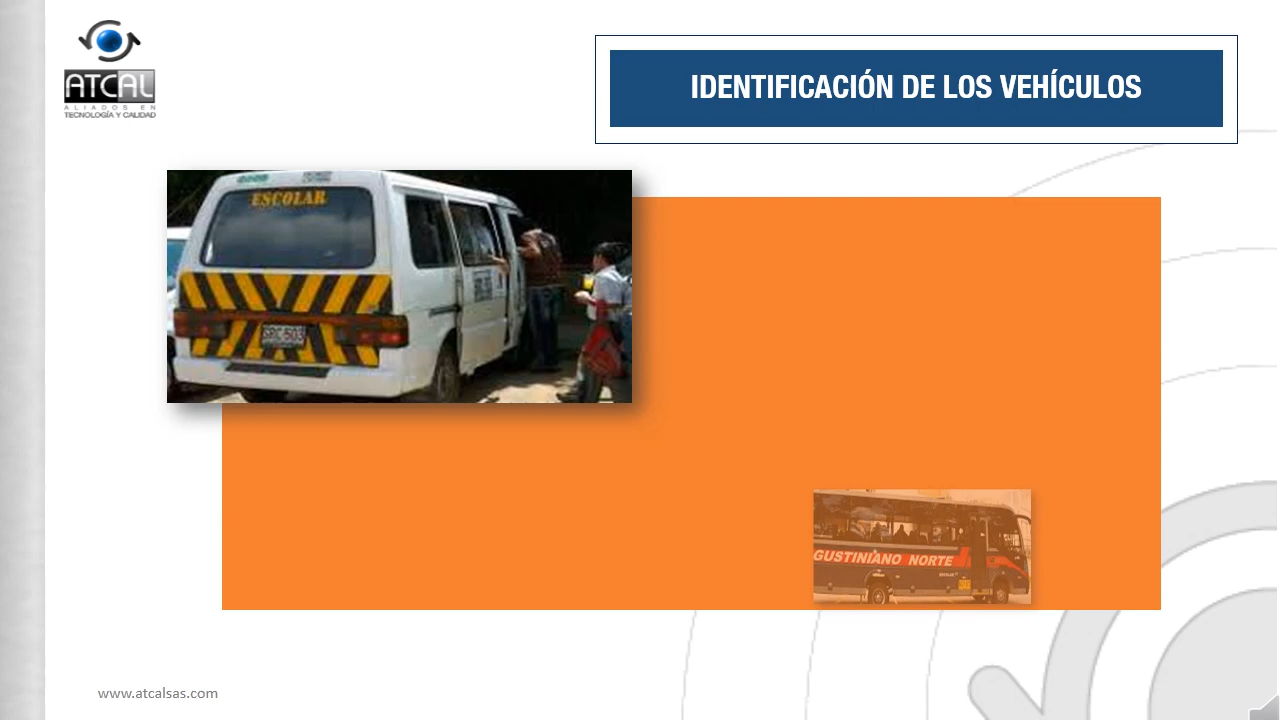 ATCAL
ALIADOS EN
TECNOLOGÍA Y CALIDAD
IDENTIFICACIÓN DE LOS VEHÍCULOS
ESCOLAR
GUSTINIANO NORTE
www.atcalsas.com